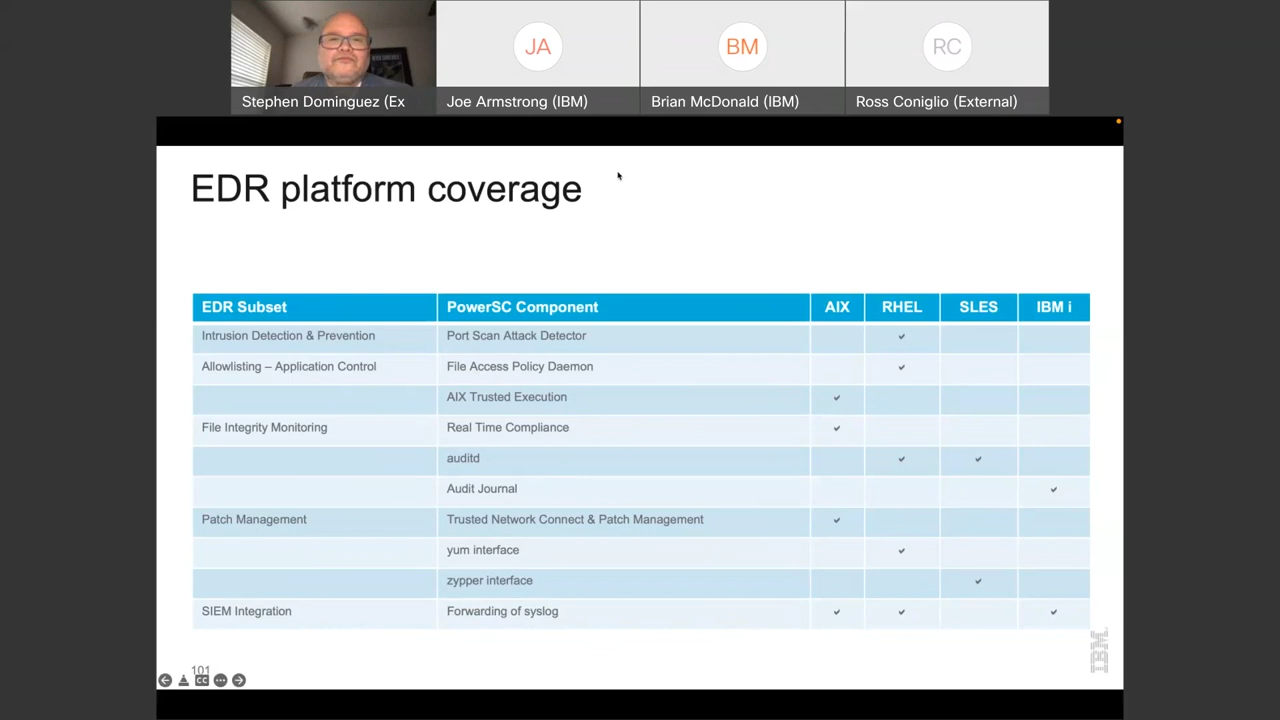 Stephen Dominguez (Ex
JA
Joe Armstrong (IBM)
BM
Brian McDonald (IBM)
RC
Ross Coniglio (External)
EDR platform coverage
EDR Subset PowerSC Component AIX RHEL SLES IBM i
Intrusion Detection & Prevention Port Scan Attack Detector ✓
Allowlisting – Application Control File Access Policy Daemon ✓
AIX Trusted Execution ✓
File Integrity Monitoring Real Time Compliance ✓
auditd ✓ ✓
Audit Journal ✓
Patch Management Trusted Network Connect & Patch Management ✓
yum interface ✓
zypper interface ✓
SIEM Integration Forwarding of syslog ✓ ✓ ✓
IBM
101
CC